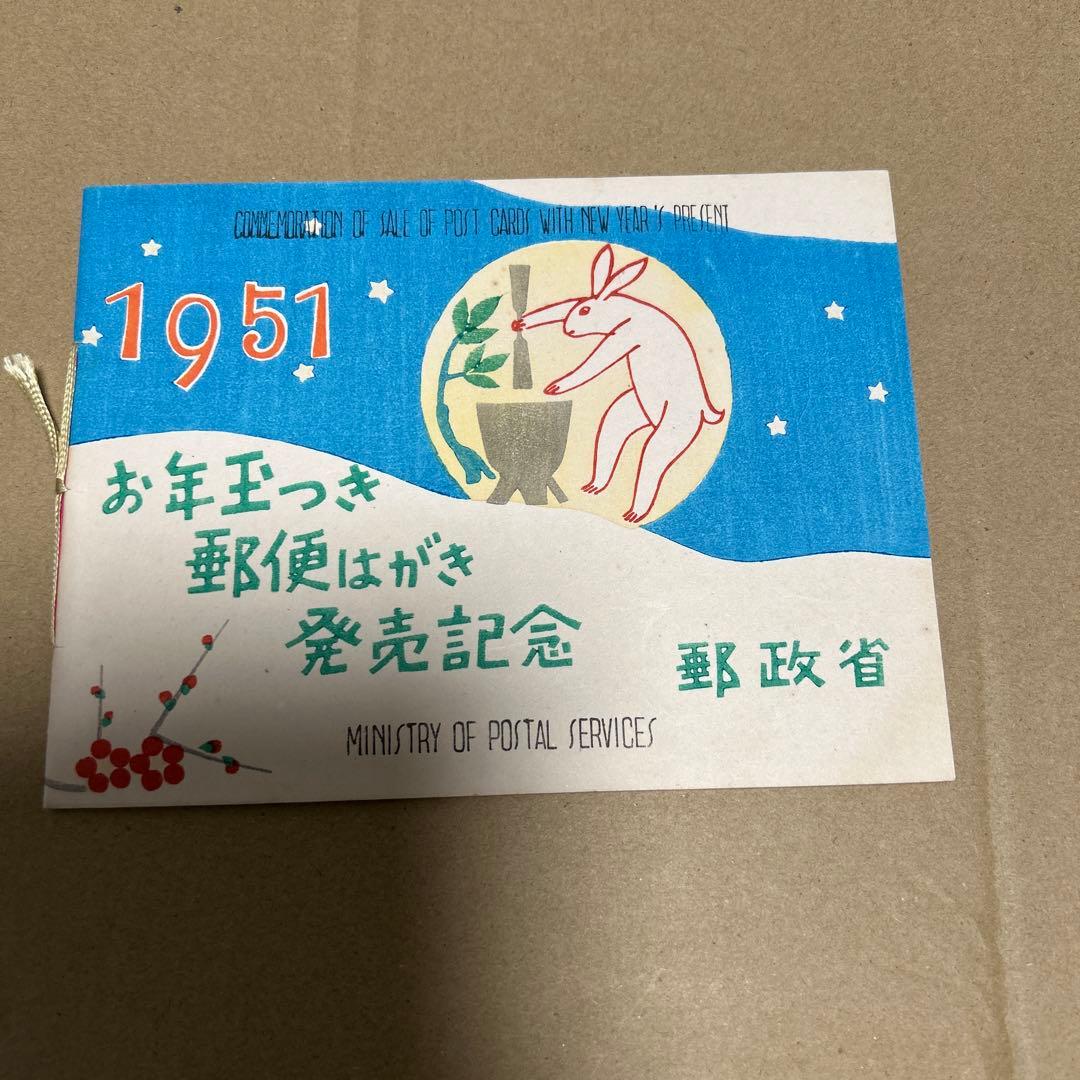 COMMEMORATION OF SALE OF POST CARDS WITH NEW YEAR'S PRESENT
1951
お年玉つき
郵便はがき
発売記念
郵政省
MINISTRY OF POSTAL SERVICES